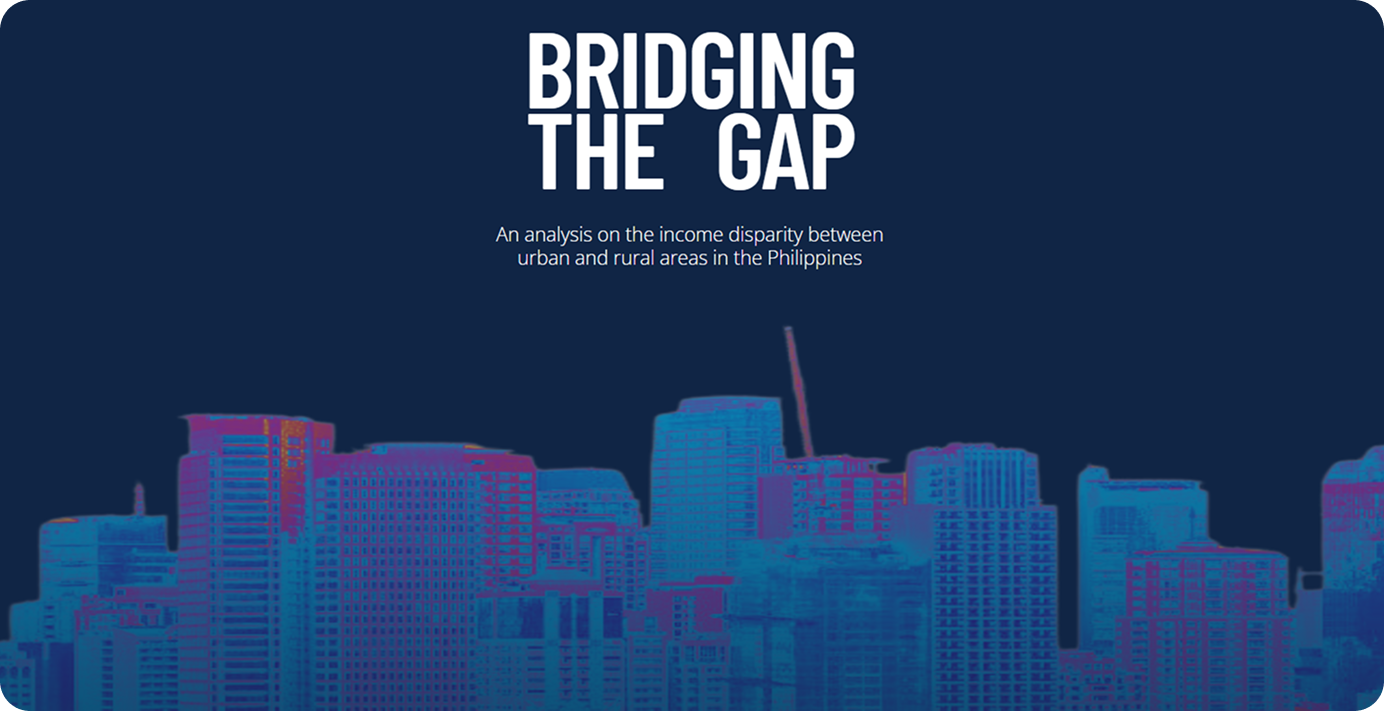 BRIDGING
THE GAP
An analysis on the income disparity between
urban and rural areas in the Philippines